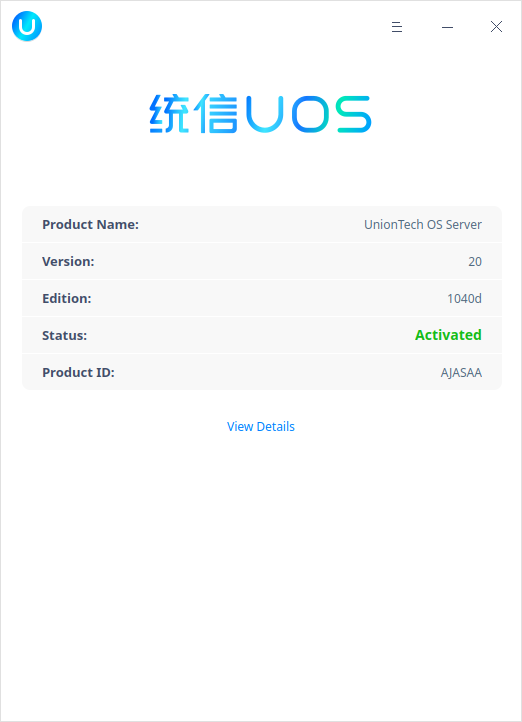 统信UOS
Product Name: UnionTech OS Server
Version: 20
Edition: 1040d
Status: Activated
Product ID: AJASAA
View Details